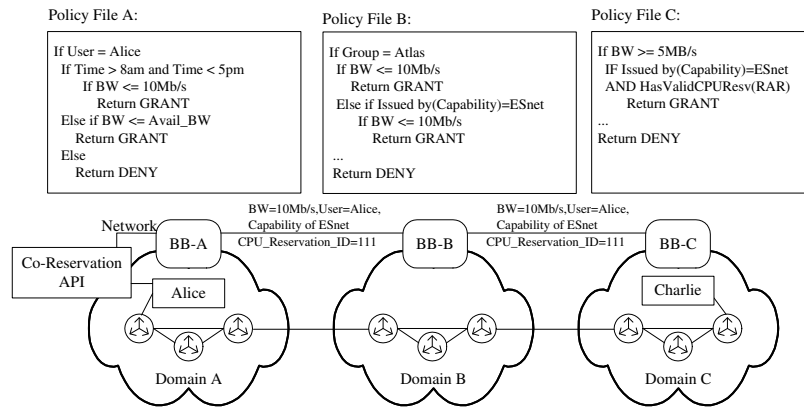 Policy File A:
If User = Alice
If Time > 8am and Time < 5pm
If BW <= 10Mb/s
Return GRANT
Else if BW <= Avail_BW
Return GRANT
Else
Return DENY
Policy File B:
If Group = Atlas
If BW <= 10Mb/s
Return GRANT
Else if Issued by(Capability)=ESnet
If BW <= 10Mb/s
Return GRANT
...
Return DENY
Policy File C:
If BW >= 5MB/s
IF Issued by(Capability)=ESnet
AND HasValidCPUResv(RAR)
Return GRANT
...
Return DENY
Network
BB-A
BW=10Mb/s,User=Alice,
Capability of ESnet
CPU_Reservation_ID=111
BB-B
BW=10Mb/s,User=Alice,
Capability of ESnet
CPU_Reservation_ID=111
BB-C
Co-Reservation
API
Alice
Charlie
Domain A
Domain B
Domain C